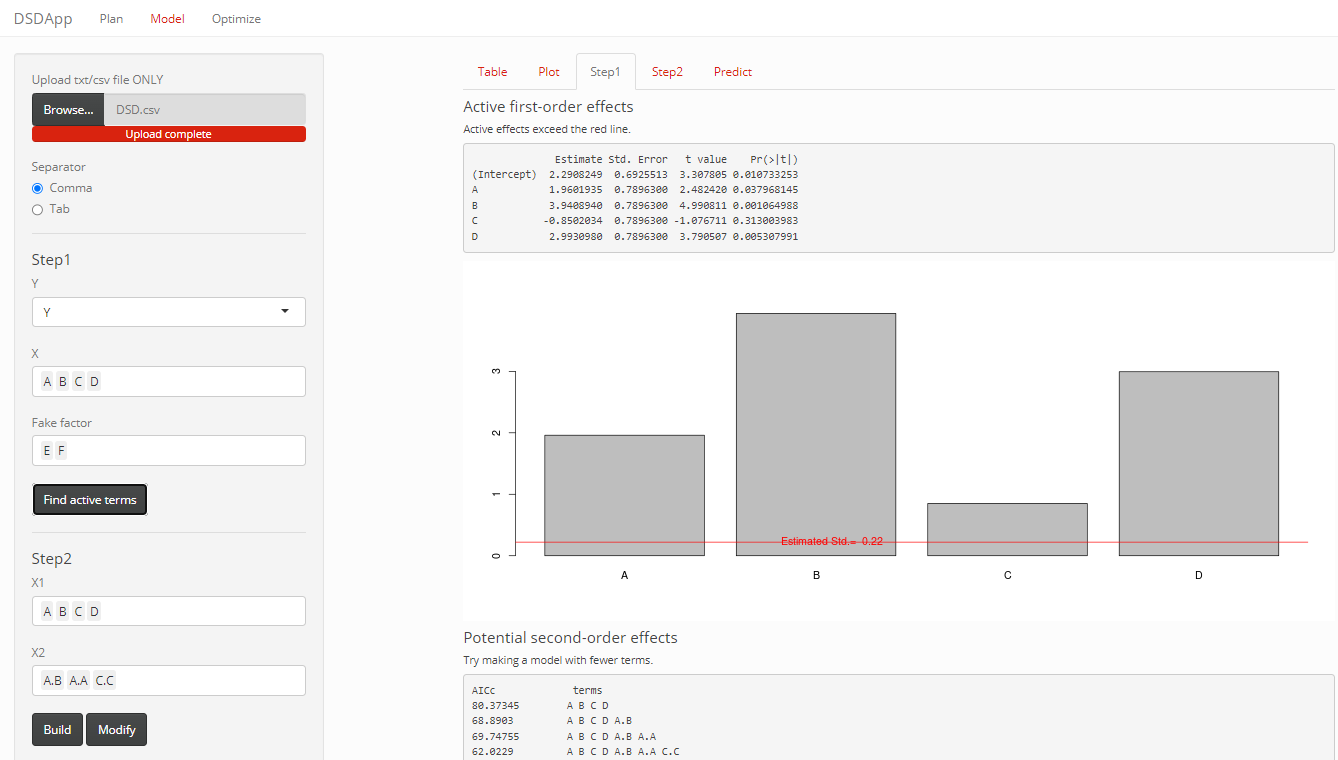 DSDApp Plan Model Optimize
Upload txt/csv file ONLY
Browse... DSD.csv
Upload complete
Separator
Comma
Tab
Step1
Y
Y
X
A B C D
Fake factor
E F
Find active terms
Step2
X1
A B C D
X2
A.B A.A C.C
Build Modify
Table Plot Step1 Step2 Predict
Active first-order effects
Active effects exceed the red line.
Estimate Std. Error t value Pr(>|t|)
(Intercept) 2.2908249 0.6925513 3.307805 0.010733253
A 1.9601935 0.7896300 2.482420 0.037968145
B 3.9408940 0.7896300 4.990811 0.001064988
C -0.8502034 0.7896300 -1.076711 0.313003983
D 2.9930980 0.7896300 3.790507 0.005307991
3
2
1
0
Estimated Std.= 0.22
A B C D
Potential second-order effects
Try making a model with fewer terms.
AICc terms
80.37345 A B C D
68.8903 A B C D A.B
69.74755 A B C D A.B A.A
62.0229 A B C D A.B A.A C.C